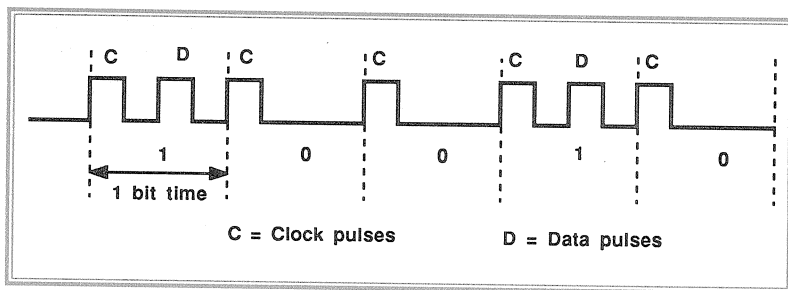 C D C C C D C
1 0 0 1 0
1 bit time
C = Clock pulses D = Data pulses